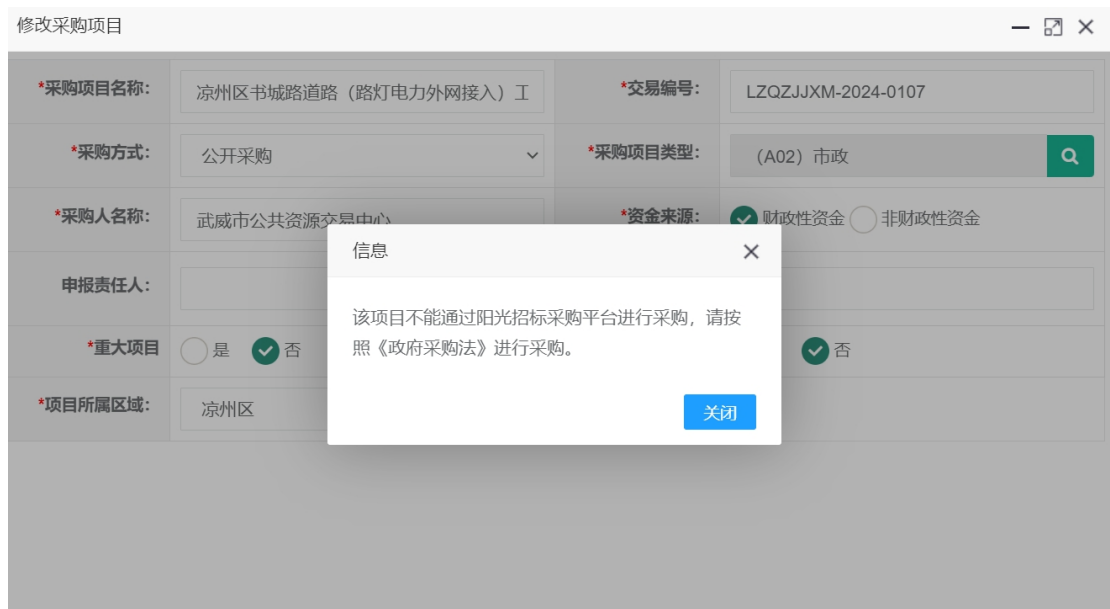 修改采购项目
*采购项目名称： 凉州区书城路道路（路灯电力外网接入）工 *交易编号： LZQZJJXM-2024-0107
*采购方式： 公开采购 *采购项目类型： （A02）市政
*采购人名称： 武威市公共资源交易中心 *资金来源： 财政性资金 非财政性资金
信息
申报责任人：
该项目不能通过阳光招标采购平台进行采购，请按
照《政府采购法》进行采购。
*重大项目 是 否 否
*项目所属区域： 凉州区
关闭